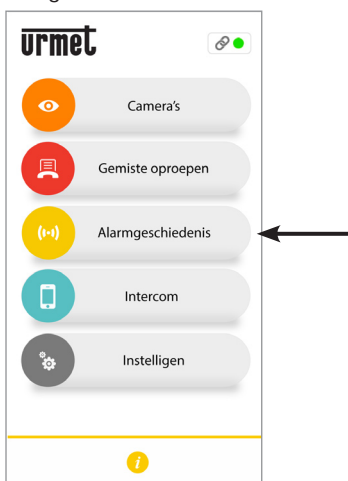 urmet
Camera's
Gemiste oproepen
Alarmgeschiedenis
Intercom
Instelligen
i